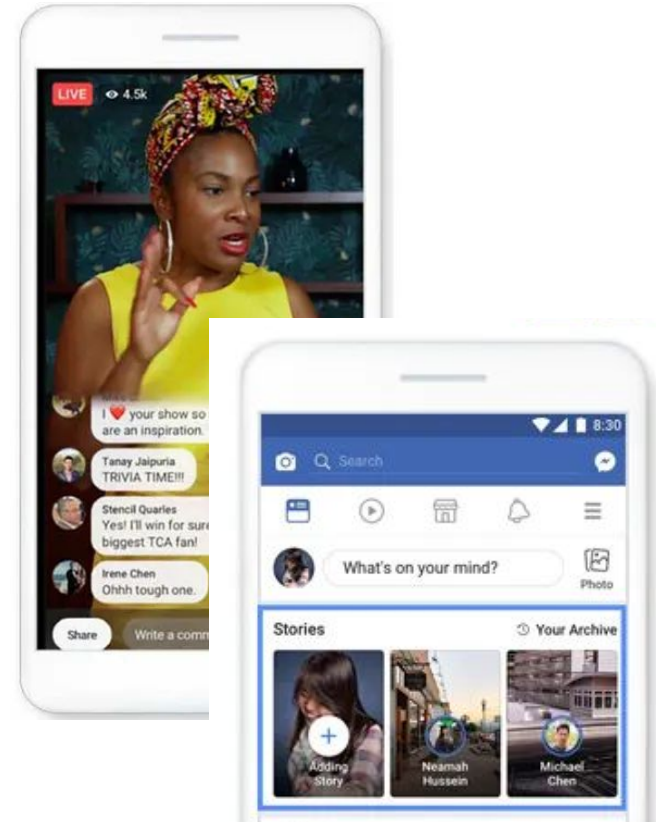 LIVE 4.5k
I ❤ your show so
are an inspiration.
Tanay Jaipuria
TRIVIA TIME!!!
Stencil Quarles
Yes! I'll win for sure
biggest TCA fan!
Irene Chen
Ohhh tough one.
Share Write a comm
8:30
Search
What's on your mind?
Photo
Stories Your Archive
Adding
Story
Neamah
Hussein
Michael
Chen